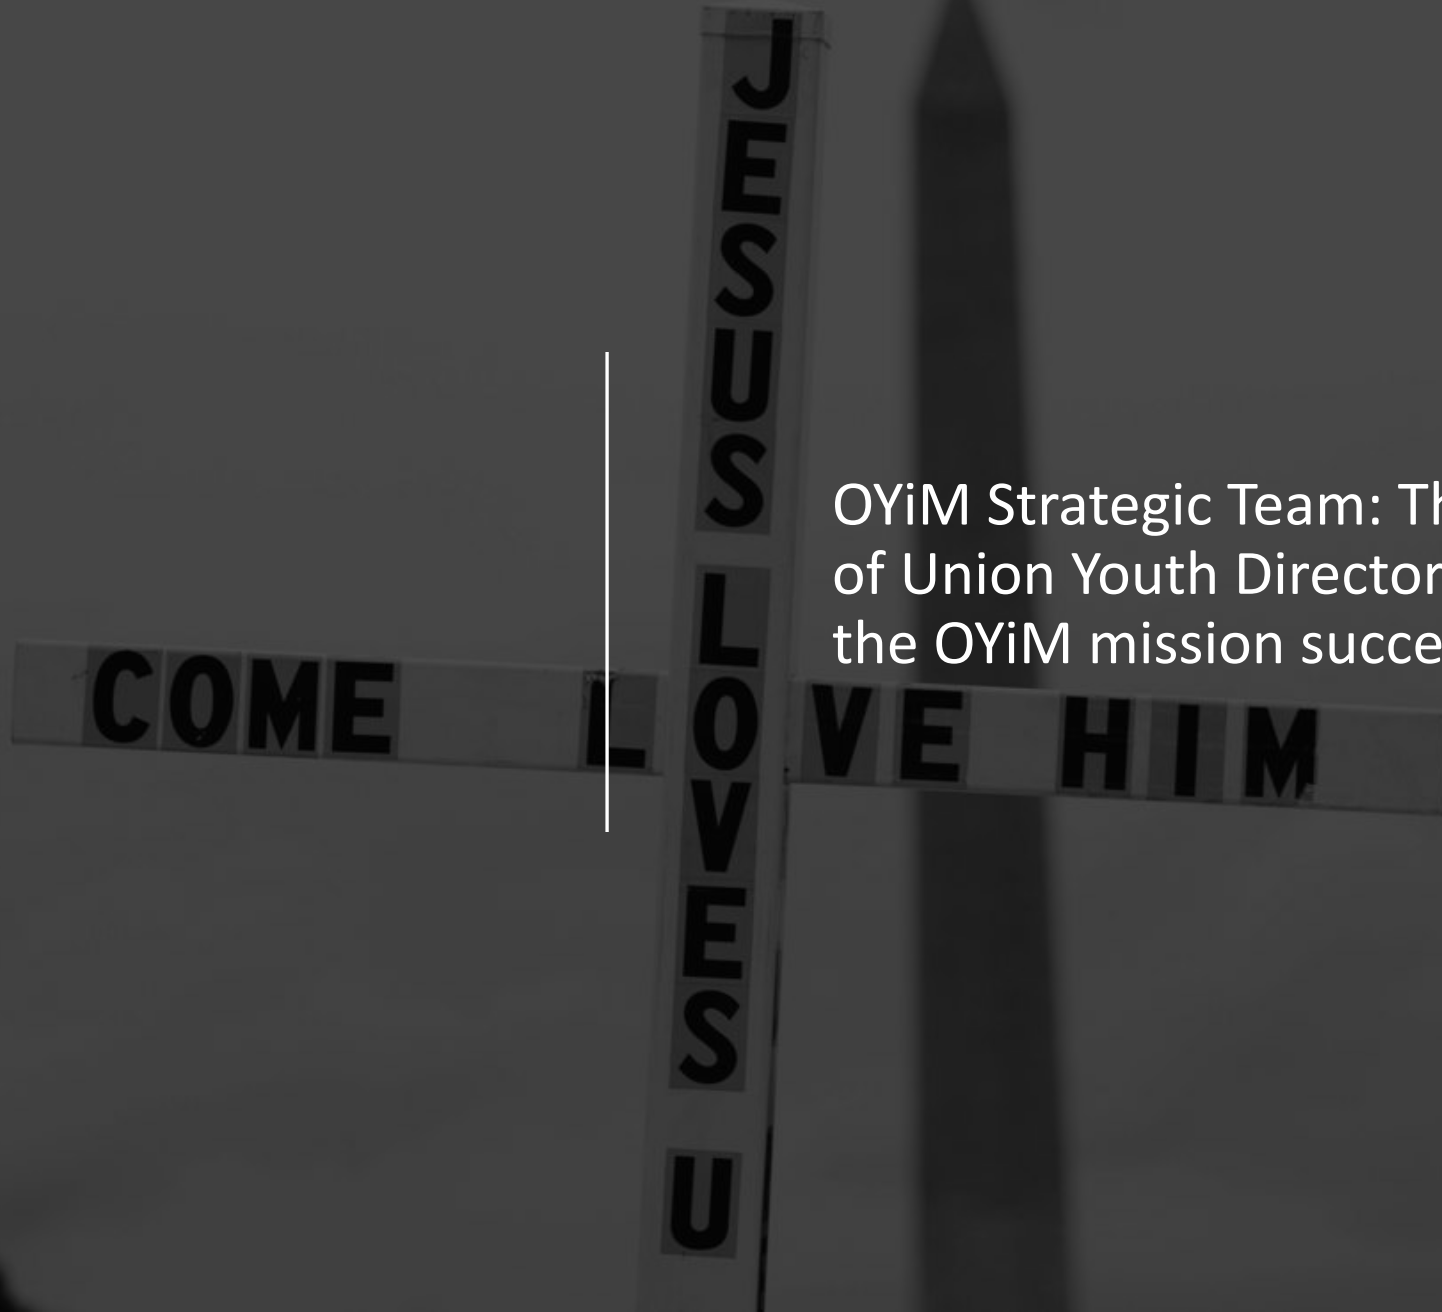 JESUS LOVES U
COME LOVE HIM
OYiM Strategic Team:
of Union Youth
the OYiM mission